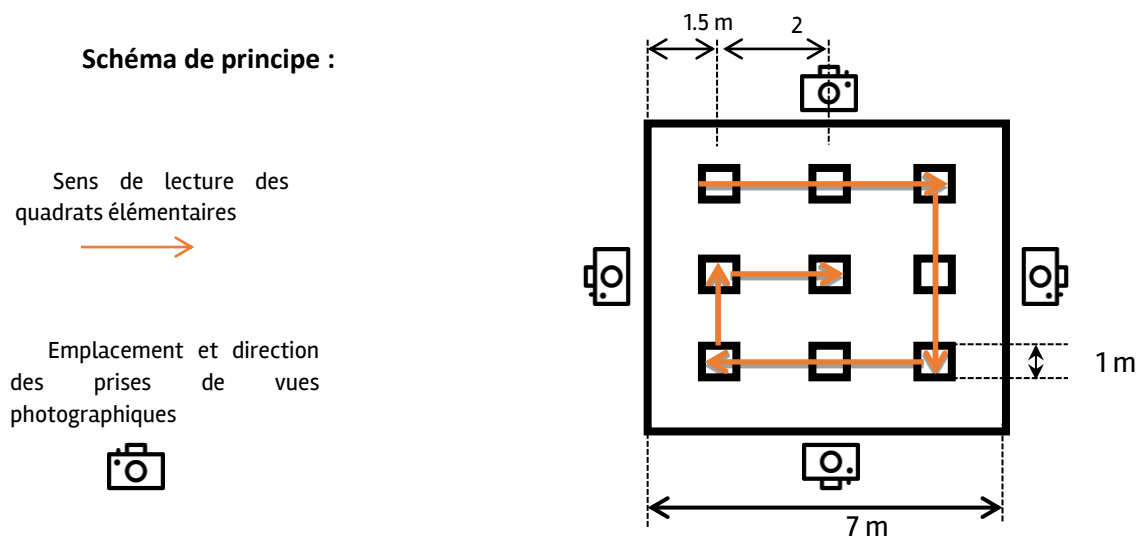 Schéma de principe :
Sens de lecture des
quadrats élémentaires
Emplacement et direction
des prises de vues
photographiques
1.5 m
2
1 m
7 m